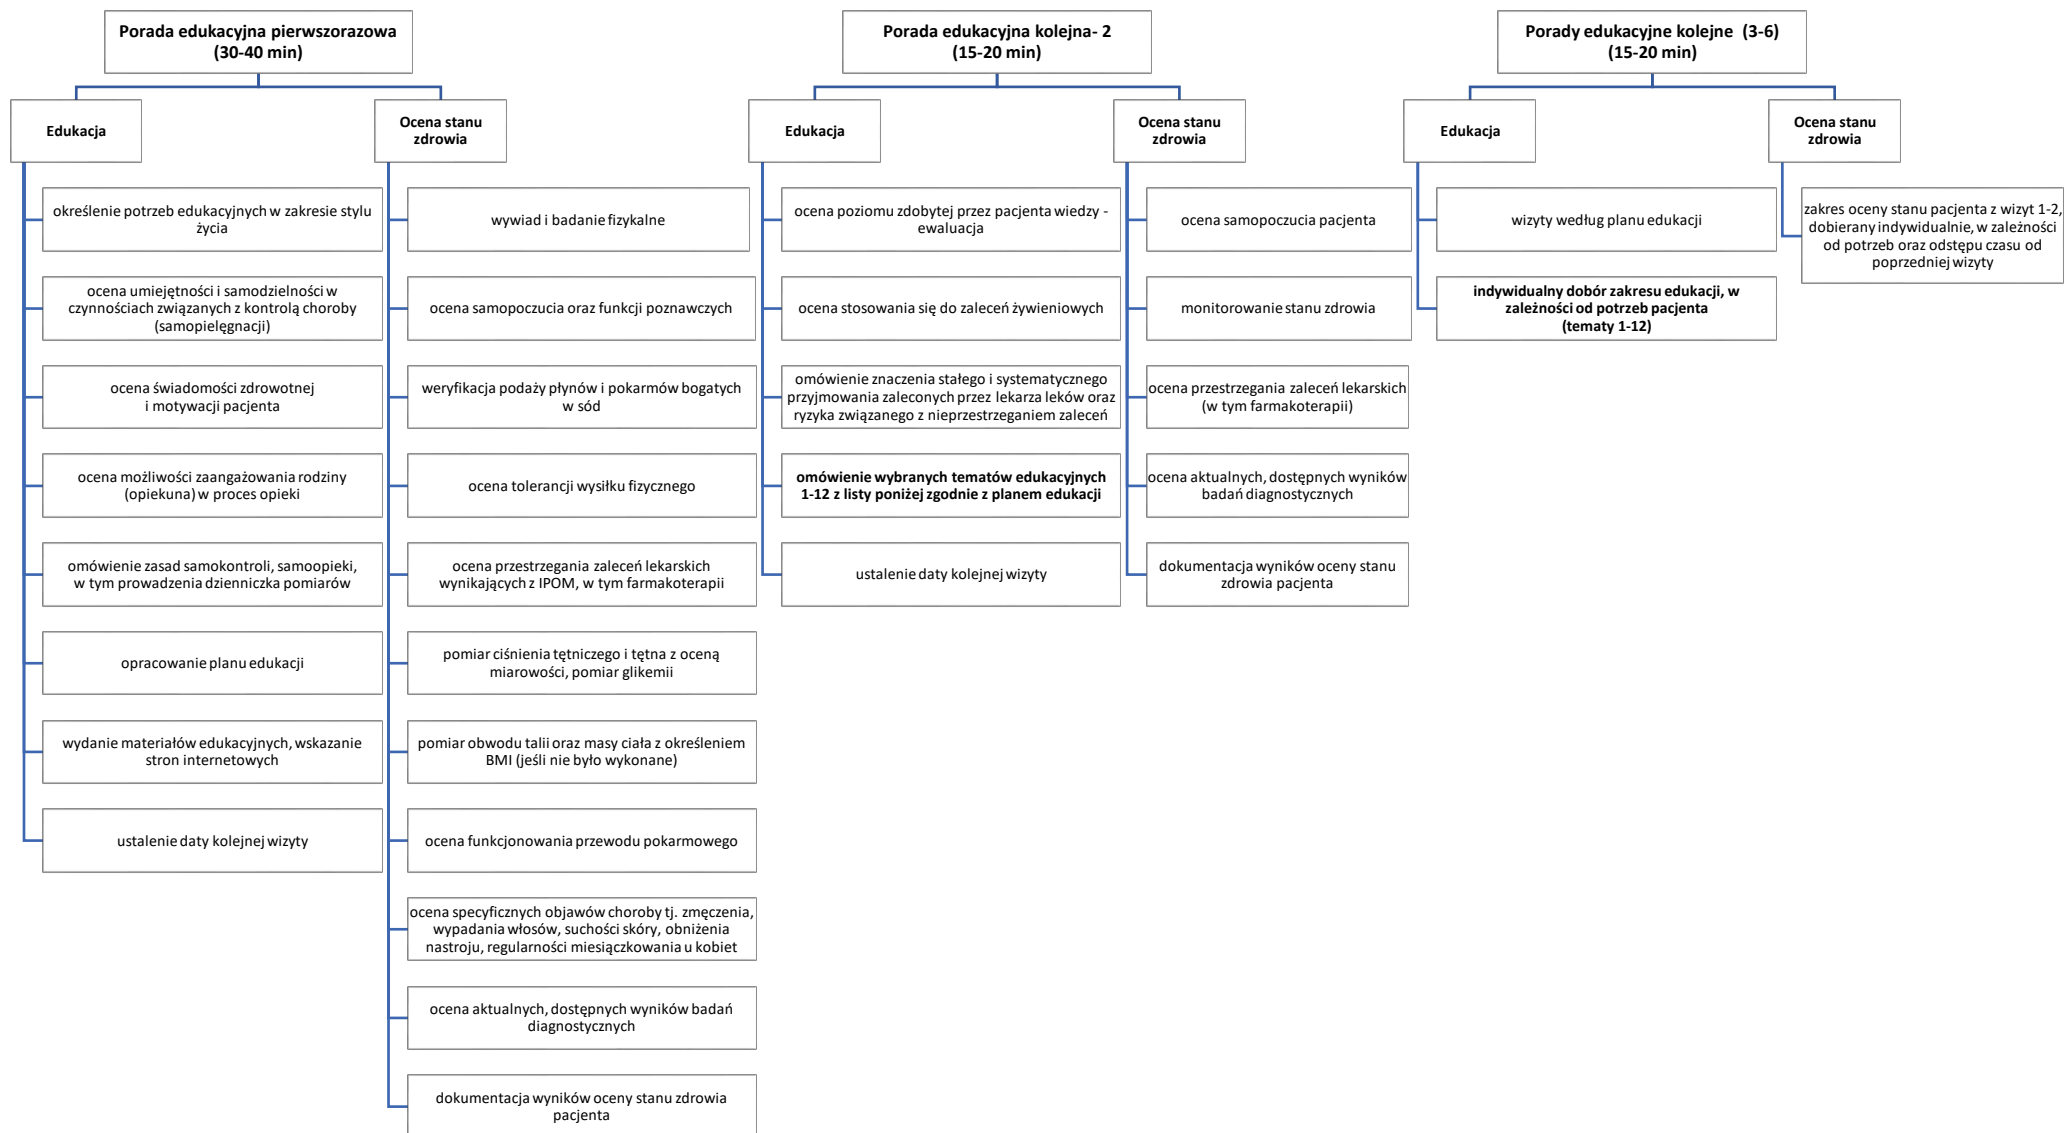 Porada edukacyjna pierwszorazowa
(30-40 min)
Edukacja
określenie potrzeb edukacyjnych w zakresie stylu
życia
ocena umiejętności i samodzielności w
czynnościach związanych z kontrolą choroby
(samopielęgnacji)
ocena świadomości zdrowotnej
i motywacji pacjenta
ocena możliwości zaangażowania rodziny
(opiekuna) w proces opieki
omówienie zasad samokontroli, samoopieki,
w tym prowadzenia dzienniczka pomiarów
opracowanie planu edukacji
wydanie materiałów edukacyjnych, wskazanie
stron internetowych
ustalenie daty kolejnej wizyty
Ocena stanu
zdrowia
wywiad i badanie fizykalne
ocena samopoczucia oraz funkcji poznawczych
weryfikacja podaży płynów i pokarmów bogatych
w sód
ocena tolerancji wysiłku fizycznego
ocena przestrzegania zaleceń lekarskich
wynikających z IPOM, w tym farmakoterapii
pomiar ciśnienia tętniczego i tętna z oceną
miarowości, pomiar glikemii
pomiar obwodu talii oraz masy ciała z określeniem
BMI (jeśli nie było wykonane)
ocena funkcjonowania przewodu pokarmowego
ocena specyficznych objawów choroby tj. zmęczenia,
wypadania włosów, suchości skóry, obniżenia
nastroju, regularności miesiączkowania u kobiet
ocena aktualnych, dostępnych wyników badań
diagnostycznych
dokumentacja wyników oceny stanu zdrowia
pacjenta
Porada edukacyjna kolejna- 2
(15-20 min)
Edukacja
ocena poziomu zdobytej przez pacjenta wiedzy -
ewaluacja
ocena stosowania się do zaleceń żywieniowych
omówienie znaczenia stałego i systematycznego
przyjmowania zaleconych przez lekarza leków oraz
ryzyka związanego z nieprzestrzeganiem zaleceń
omówienie wybranych tematów edukacyjnych
1-12 z listy poniżej zgodnie z planem edukacji
ustalenie daty kolejnej wizyty
Ocena stanu
zdrowia
ocena samopoczucia pacjenta
monitorowanie stanu zdrowia
ocena przestrzegania zaleceń lekarskich
(w tym farmakoterapii)
ocena aktualnych, dostępnych wyników
badań diagnostycznych
dokumentacja wyników oceny stanu
zdrowia pacjenta
Porady edukacyjne kolejne (3-6)
(15-20 min)
Edukacja
wizyty według planu edukacji
indywidualny dobór zakresu edukacji, w
zależności od potrzeb pacjenta
(tematy 1-12)
Ocena stanu
zdrowia
zakres oceny stanu pacjenta z wizyt 1-2,
dobierany indywidualnie, w zależności
od potrzeb oraz odstępu czasu od
poprzedniej wizyty